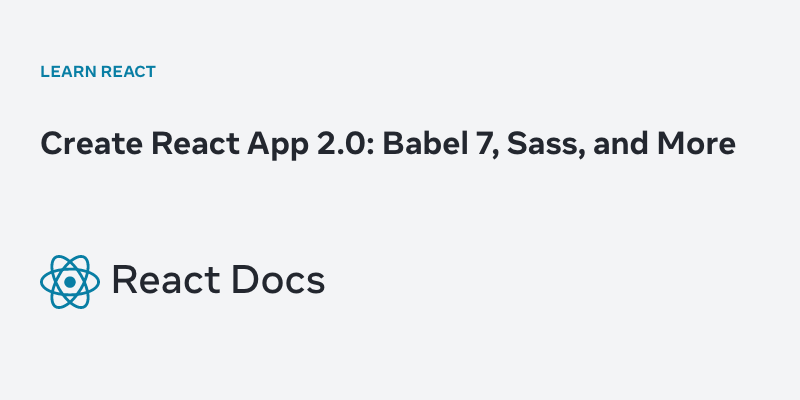 LEARN REACT
Create React App 2.0: Babel 7, Sass, and More
React Docs